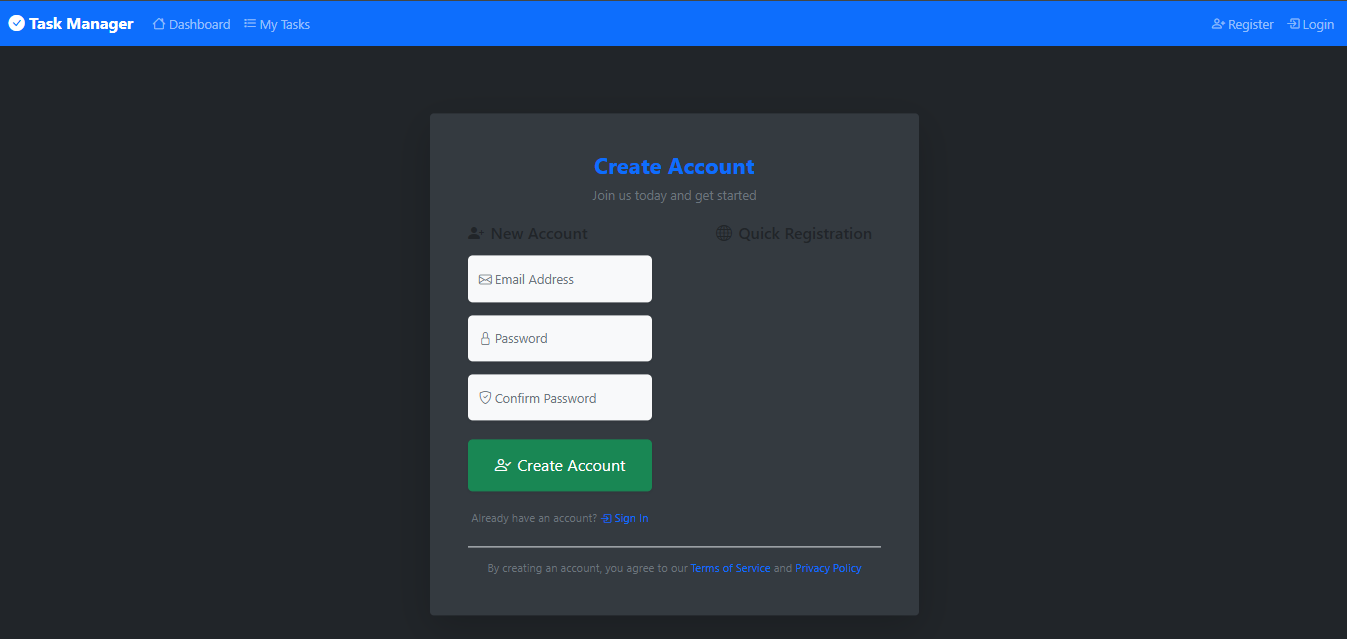 Task Manager Dashboard My Tasks Register Login
Create Account
Join us today and get started
New Account
Quick Registration
Email Address
Password
Confirm Password
Create Account
Already have an account? Sign In
By creating an account, you agree to our Terms of Service and Privacy Policy